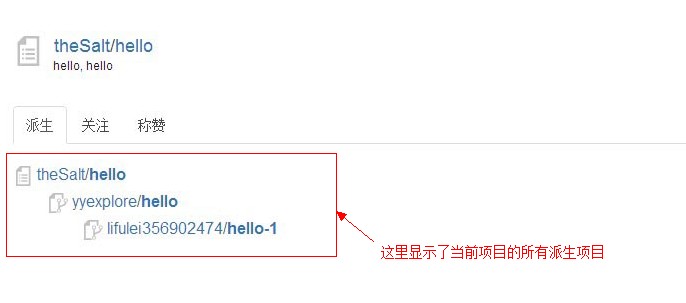 theSalt/hello
hello, hello
派生 关注 称赞
theSalt/hello
yyexplore/hello
lifulei356902474/hello-1
这里显示了当前项目的所有派生项目